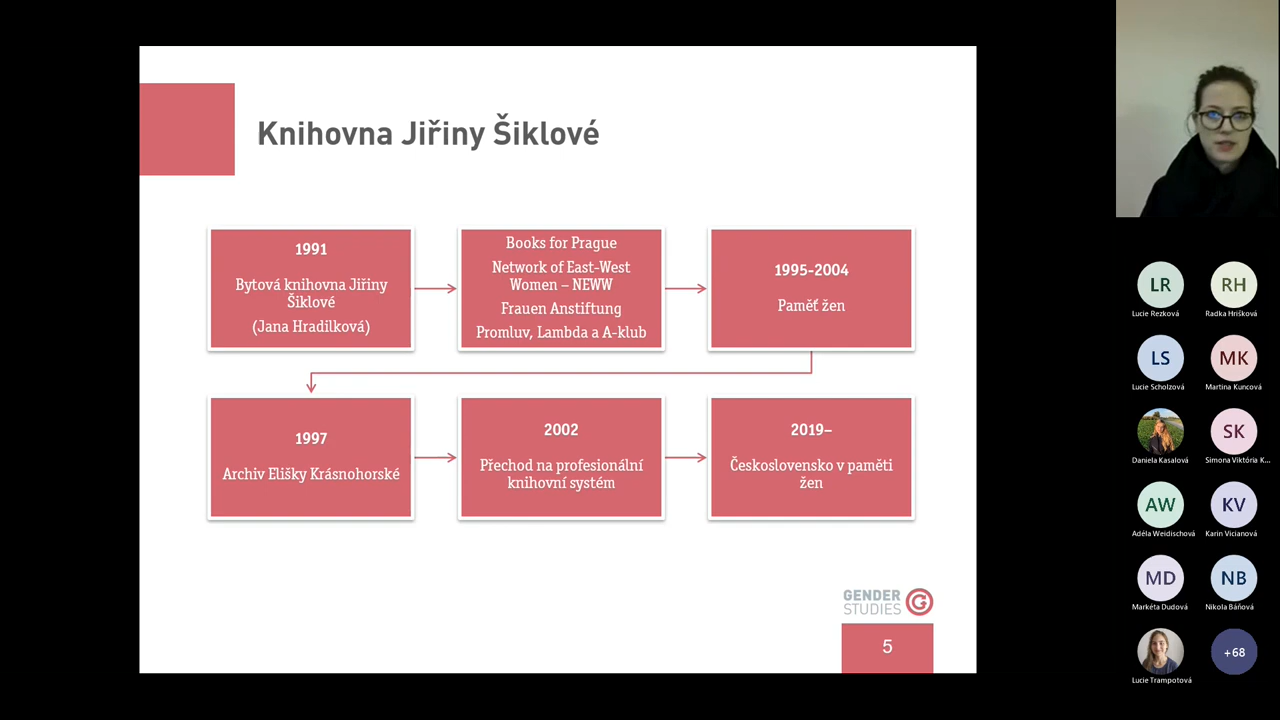 Knihovna Jiřiny Šiklové
1991
Bytová knihovna Jiřiny
Šiklové
(Jana Hradilková)
Books for Prague
Network of East-West
Women – NEWW
Frauen Anstiftung
Promluv, Lambda a A-klub
1995-2004
Paměť žen
1997
Archiv Elišky Krásnohorské
2002
Přechod na profesionální
knihovní systém
2019–
Československo v paměti
žen
GENDER
STUDIES
5
LR
Lucie Rezková
RH
Radka Hrišková
LS
Lucie Scholzová
MK
Martina Kuncová
Daniela Kasalová
SK
Simona Viktória K...
AW
Adéla Weidischová
KV
Karin Vicianová
MD
Markéta Dudová
NB
Nikola Báňová
Lucie Trampotová
+68